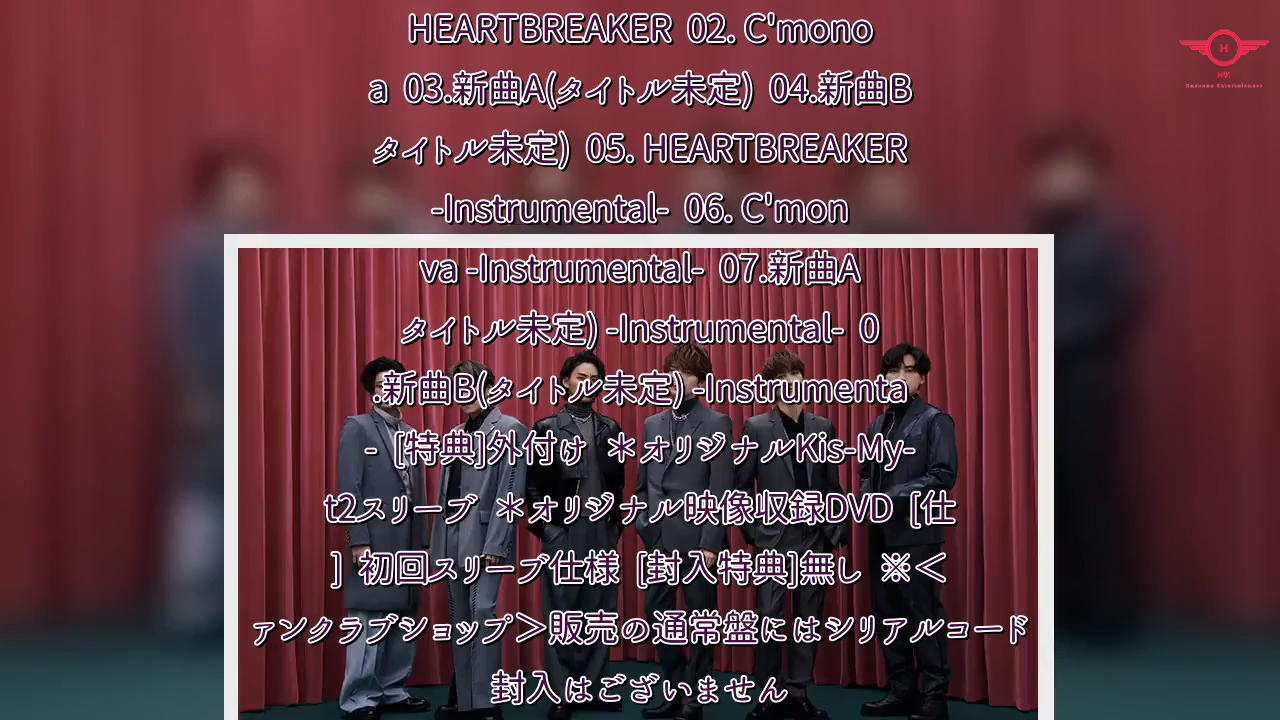 HEARTBREAKER 02. C'mono
a 03.新曲A(タイトル未定) 04.新曲B
タイトル未定) 05. HEARTBREAKER
-Instrumental- 06. C'mon
va -Instrumental- 07.新曲A
タイトル未定) -Instrumental- 0
.新曲B(タイトル未定) -Instrumenta
- [特典]外付け ＊オリジナルKis-My-
t2スリーブ ＊オリジナル映像収録DVD [仕
] 初回スリーブ仕様 [封入特典]無し ※＜
ァンクラブショップ＞販売の通常盤にはシリアルコード
封入はございません
H